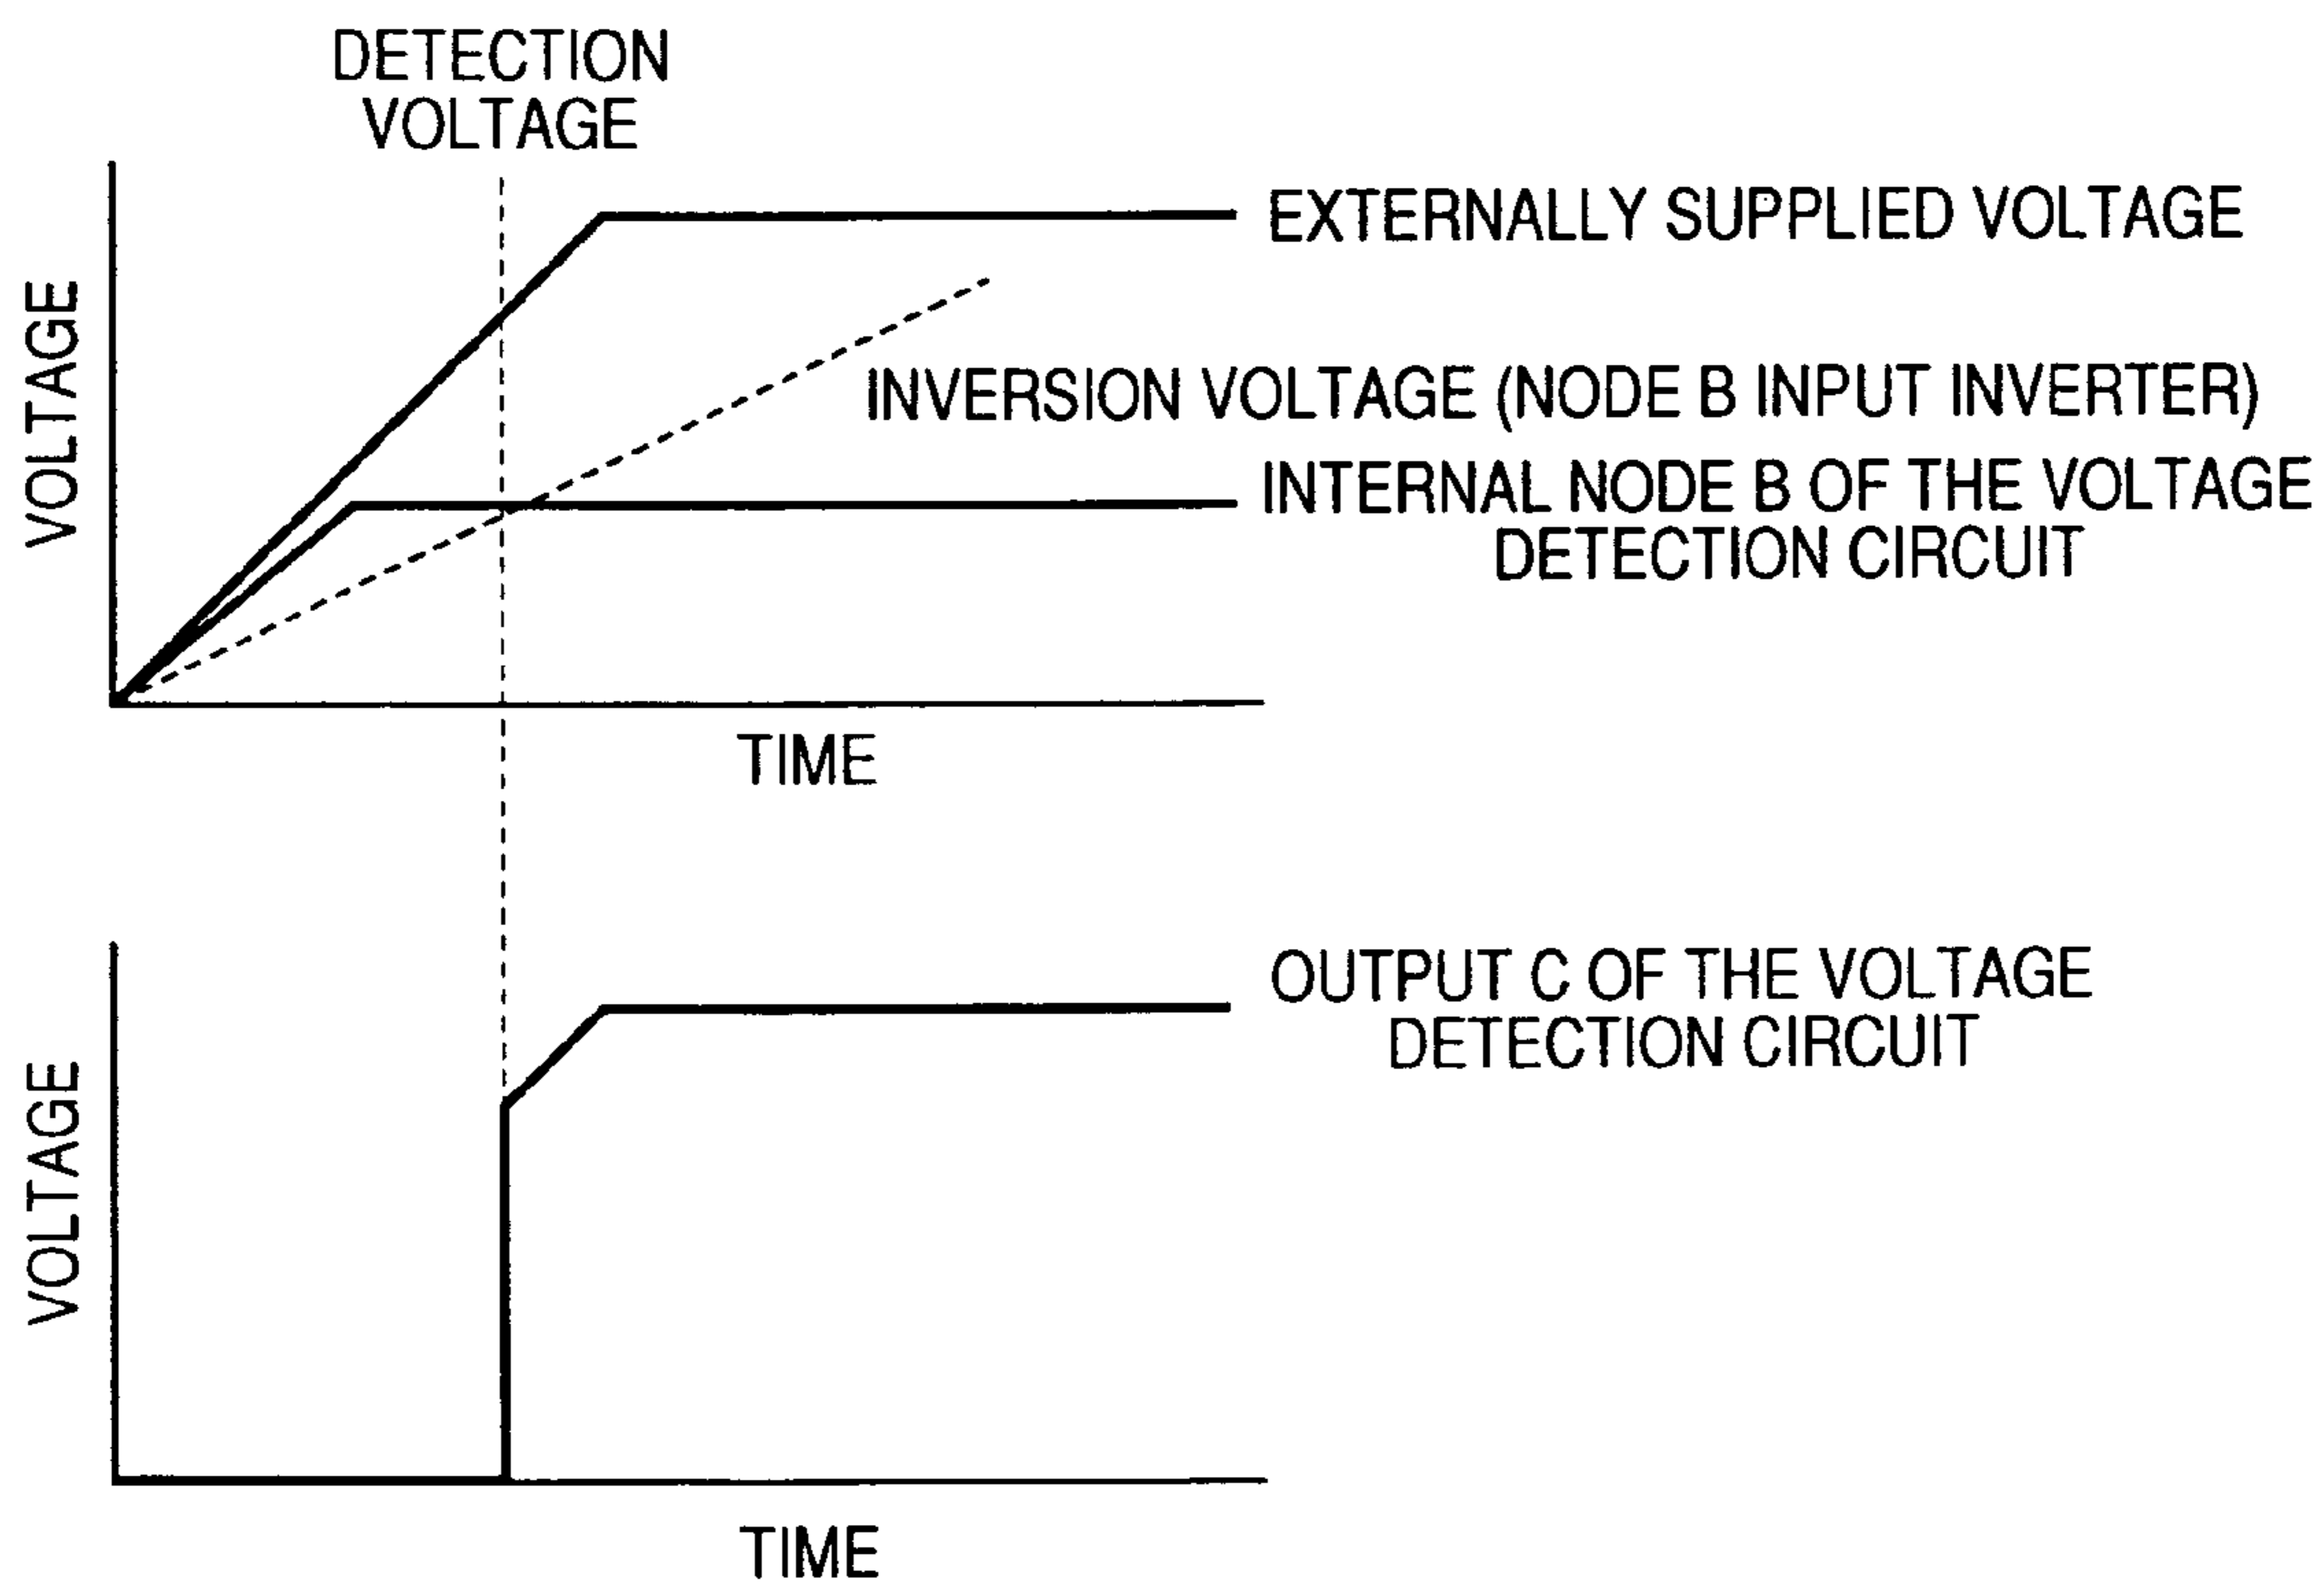 DETECTION
VOLTAGE
VOLTAGE
EXTERNALLY SUPPLIED VOLTAGE
INVERSION VOLTAGE (NODE B INPUT INVERTER)
INTERNAL NODE B OF THE VOLTAGE
DETECTION CIRCUIT
TIME
VOLTAGE
OUTPUT C OF THE VOLTAGE
DETECTION CIRCUIT
TIME